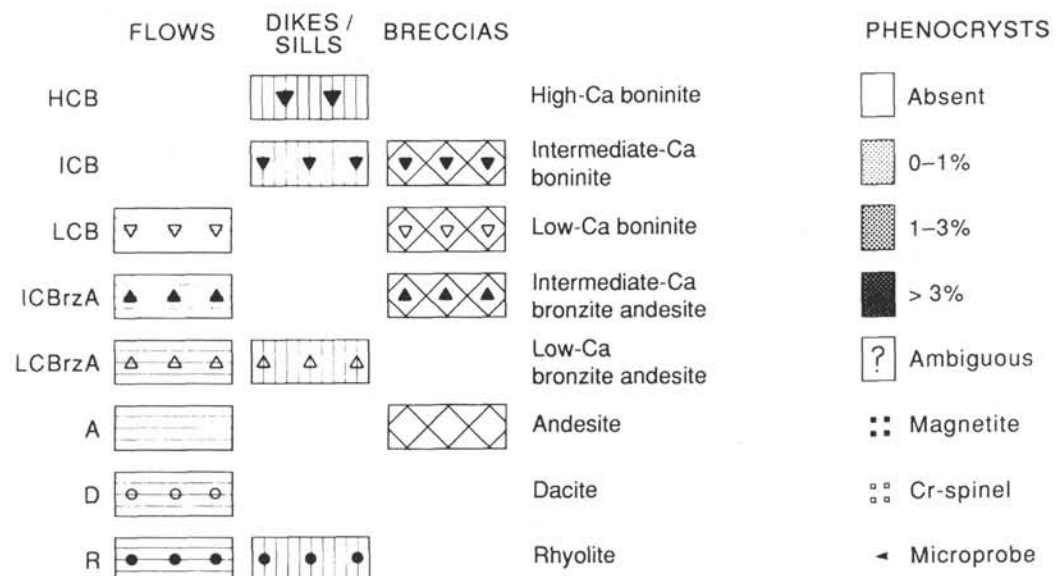 FLOWS DIKES / SILLS BRECCIAS PHENOCRYSTS
HCB High-Ca boninite Absent
ICB Intermediate-Ca boninite 0–1%
LCB Low-Ca boninite 1–3%
ICBrzA Intermediate-Ca bronzite andesite > 3%
LCBrzA Low-Ca bronzite andesite ? Ambiguous
A Andesite Magnetite
D Dacite Cr-spinel
R Rhyolite Microprobe